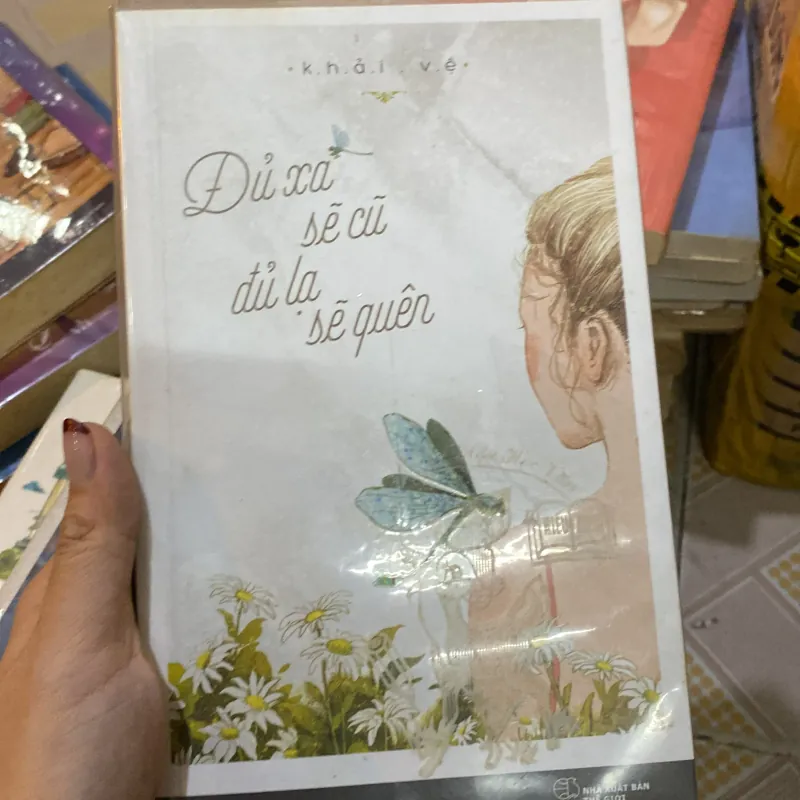 • k.h.ả.i . v.ệ •
Đủ xa
sẽ cũ
đủ lạ
sẽ quên
NHÀ XUẤT BẢN
THẾ GIỚI